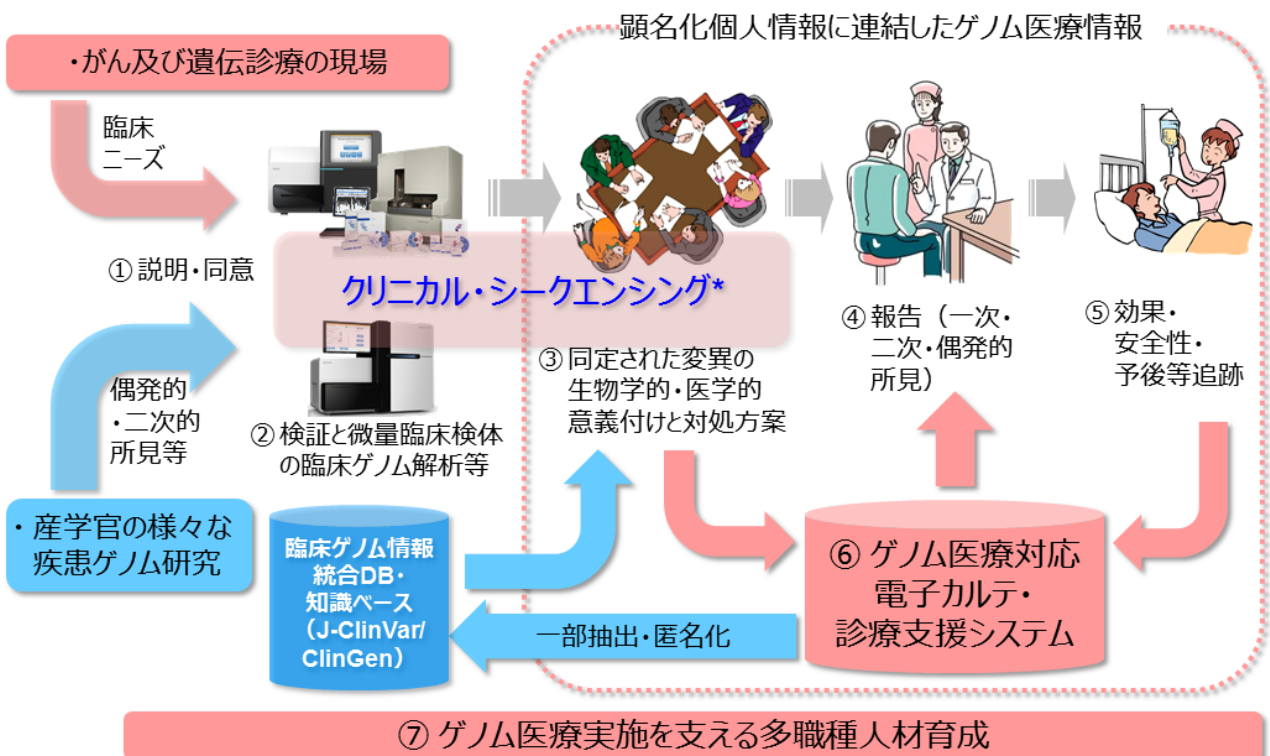 顕名化個人情報に連結したゲノム医療情報
・がん及び遺伝診療の現場
臨床
ニーズ
①説明・同意
クリニカル・シークエンシング*
偶発的
・二次的
所見等
②検証と微量臨床検体
の臨床ゲノム解析等
③同定された変異の
生物学的・医学的
意義付けと対処方案
④報告（一次・
二次・偶発的
所見）
⑤効果・
安全性・
予後等追跡
・産学官の様々な
疾患ゲノム研究
臨床ゲノム情報
統合DB・
知識ベース
（J-ClinVar/
ClinGen）
一部抽出・匿名化
⑥ゲノム医療対応
電子カルテ・
診療支援システム
⑦ゲノム医療実施を支える多職種人材育成